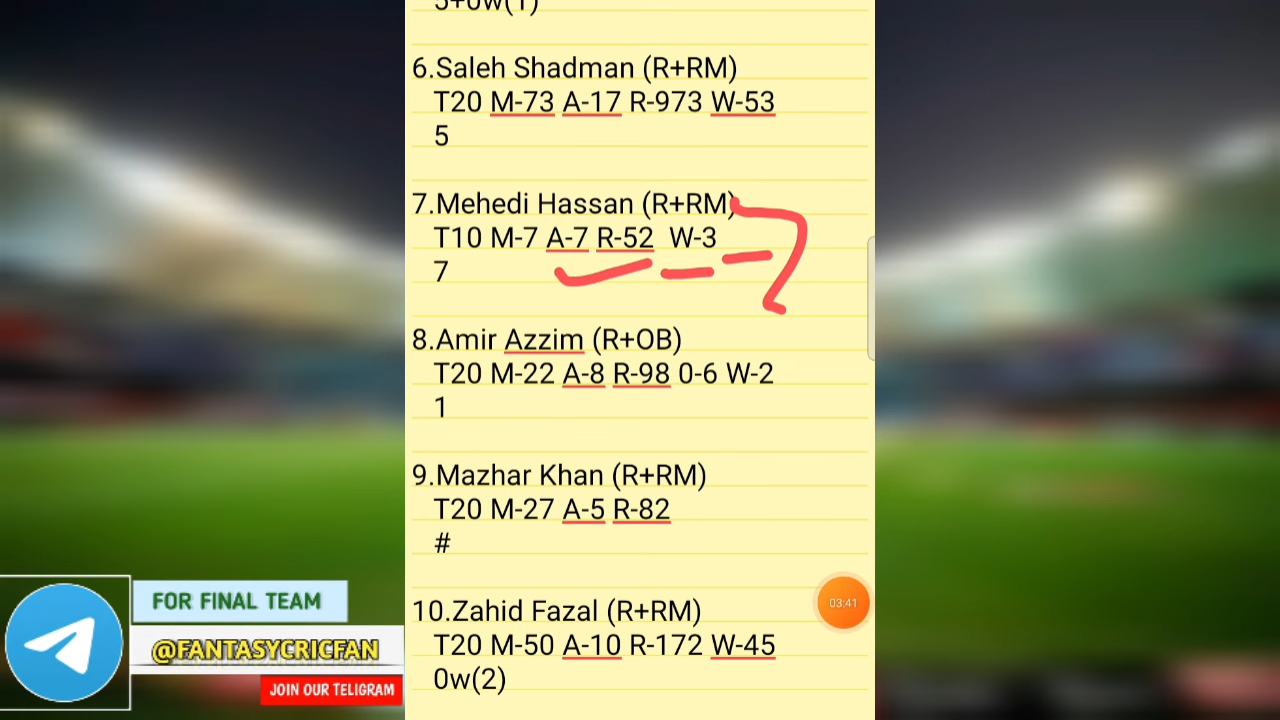 5+0w(1)
6.Saleh Shadman (R+RM)
T20 M-73 A-17 R-973 W-53
5
7.Mehedi Hassan (R+RM)
T10 M-7 A-7 R-52 W-3
7
8.Amir Azzim (R+OB)
T20 M-22 A-8 R-98 0-6 W-2
1
9.Mazhar Khan (R+RM)
T20 M-27 A-5 R-82
#
10.Zahid Fazal (R+RM)
T20 M-50 A-10 R-172 W-45
0w(2)
03:41
FOR FINAL TEAM
@FANTASYCRICFAN
JOIN OUR TELIGRAM